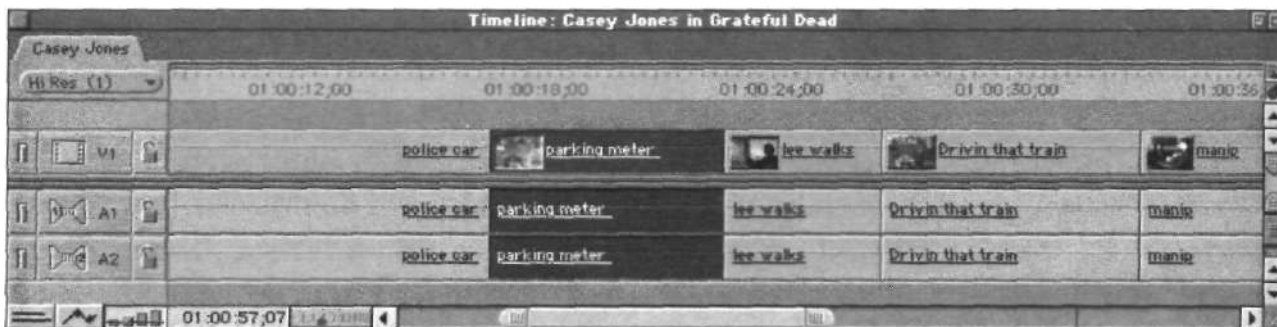 Timeline: Casey Jones in Grateful Dead
Casey Jones
Hi Res (1)
01:00:12;00 01:00:18;00 01:00:24;00 01:00:30;00 01:00:36
V1 police car parking meter lee walks Drivin that train manip
A1 police car parking meter lee walks Drivin that train manip
A2 police car parking meter lee walks Drivin that train manip
01:00:57;07